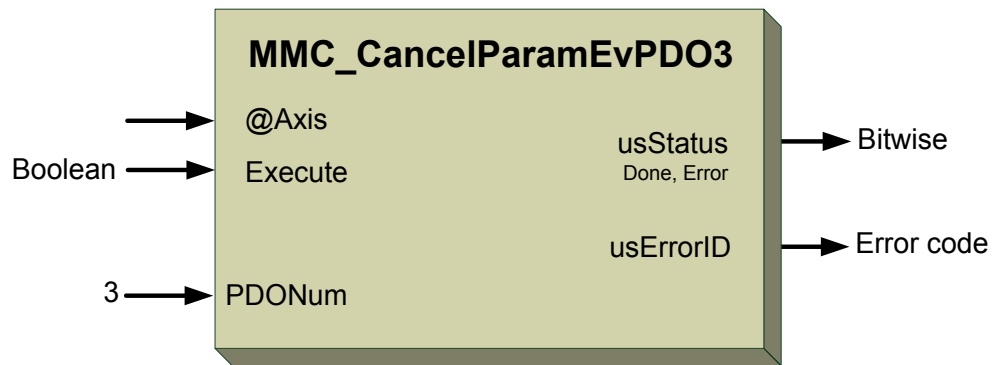 MMC_CancelParamEvPDO3
@Axis
Boolean
Execute
usStatus
Done, Error
Bitwise
usErrorID
Error code
3
PDONum